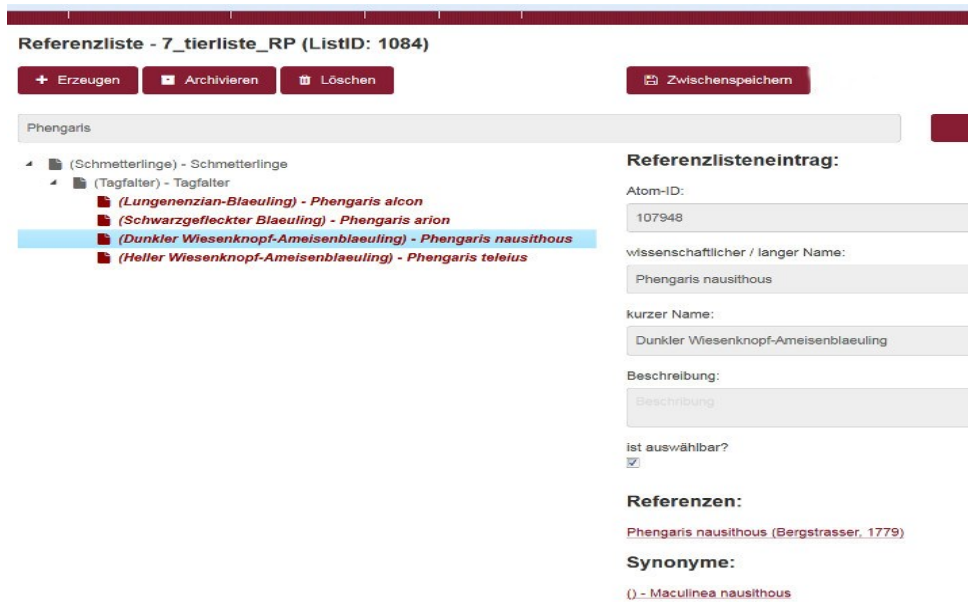 Referenzliste - 7_tierliste_RP (ListID: 1084)
Erzeugen Archivieren Löschen Zwischenspeichern
Phengaris
(Schmetterlinge) - Schmetterlinge
(Tagfalter) - Tagfalter
(Lungenenzian-Blaeuling) - Phengaris alcon
(Schwarzgefleckter Blaeuling) - Phengaris arion
(Dunkler Wiesenknopf-Ameisenblaeuling) - Phengaris nausithous
(Heller Wiesenknopf-Ameisenblaeuling) - Phengaris teleius
Referenzlisteneintrag:
Atom-ID:
107948
wissenschaftlicher / langer Name:
Phengaris nausithous
kurzer Name:
Dunkler Wiesenknopf-Ameisenblaeuling
Beschreibung:
Beschribung
ist auswählbar?
Referenzen:
Phengaris nausithous (Bergstrasser, 1779)
Synonyme:
() - Maculinea nausithous